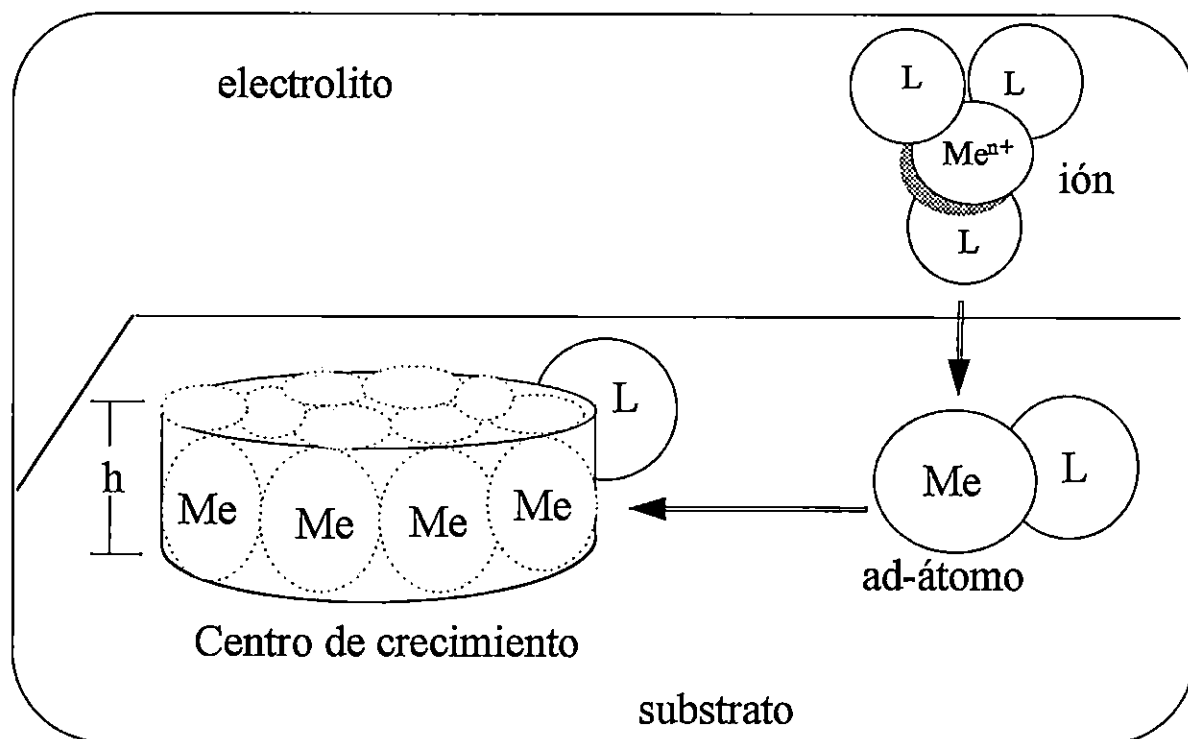 electrolito
L
L
Meⁿ⁺
ión
L
L
h
Me
Me
Me
Me
Me
L
ad-átomo
Centro de crecimiento
substrato